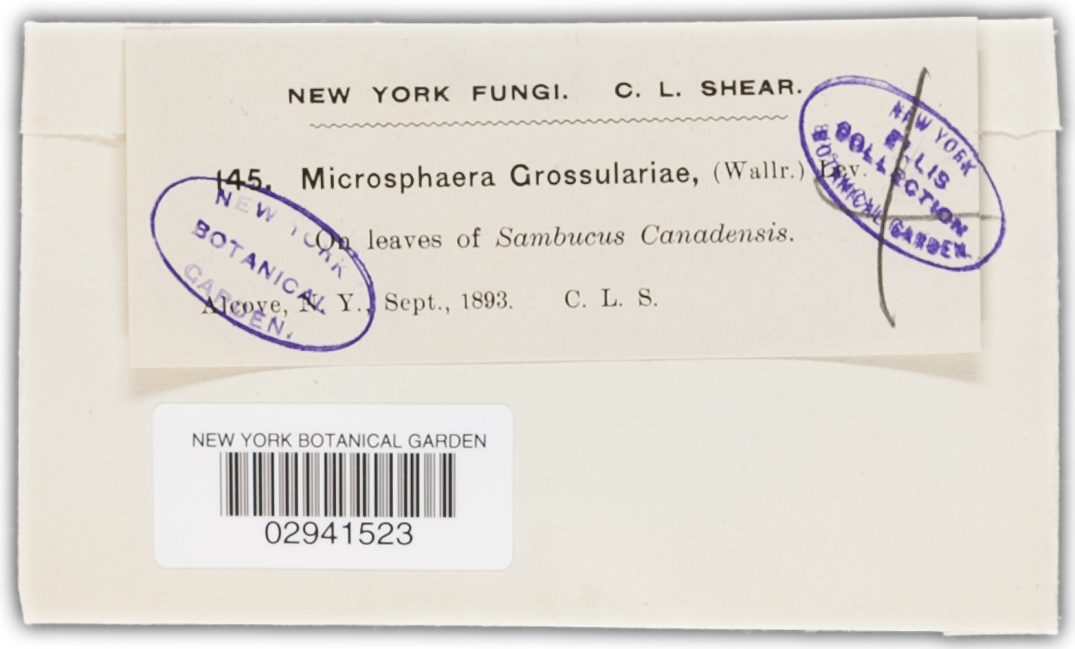 NEW YORK FUNGI. C. L. SHEAR.
145. Microsphaera Grossulariae, (Wallr.) Lev.
On leaves of Sambucus Canadensis.
Alcove, N. Y., Sept., 1893. C. L. S.
NEW YORK
BOTANICAL
GARDEN.
NEW YORK
ELLIS
COLLECTION
BOTANICAL GARDEN.
NEW YORK BOTANICAL GARDEN
02941523